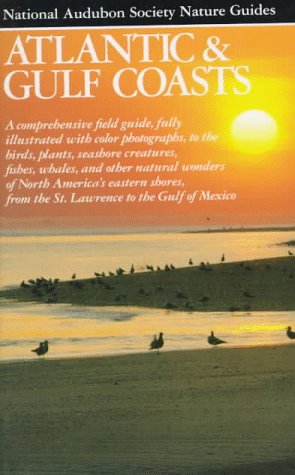 National Audubon Society Nature Guides
ATLANTIC &
GULF COASTS
A comprehensive field guide, fully
illustrated with color photographs, to the
birds, plants, seashore creatures,
fishes, whales, and other natural wonders
of North America's eastern shores,
from the St. Lawrence to the Gulf of Mexico